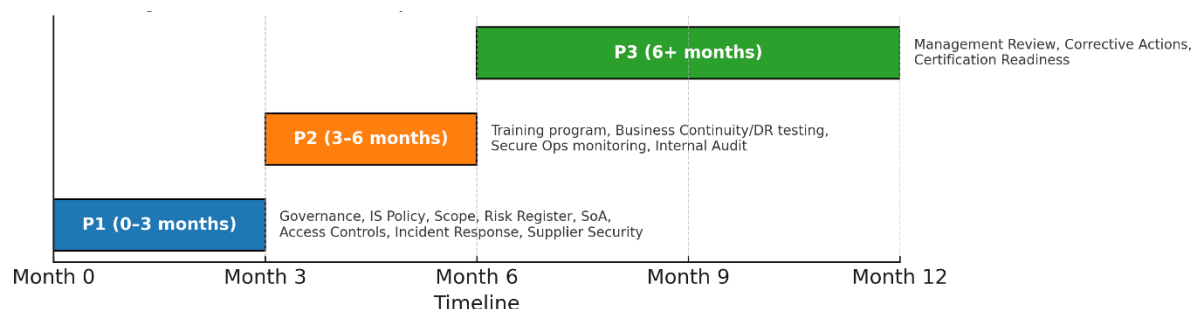 P3 (6+ months)
Management Review, Corrective Actions,
Certification Readiness
P2 (3–6 months)
Training program, Business Continuity/DR testing,
Secure Ops monitoring, Internal Audit
P1 (0–3 months)
Governance, IS Policy, Scope, Risk Register, SoA,
Access Controls, Incident Response, Supplier Security
Month 0
Month 3
Month 6
Month 9
Month 12
Timeline